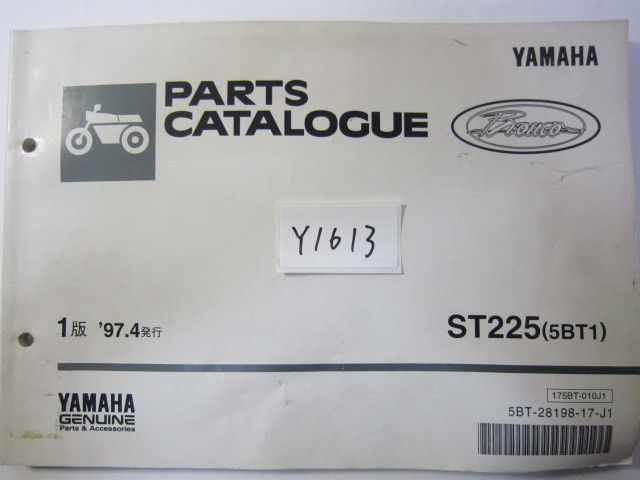 YAMAHA
PARTS
CATALOGUE
Bronco
Y1613
1版 '97.4発行
ST225(5BT1)
175BT-010J1
5BT-28198-17-J1
YAMAHA
GENUINE
Parts & Accessories